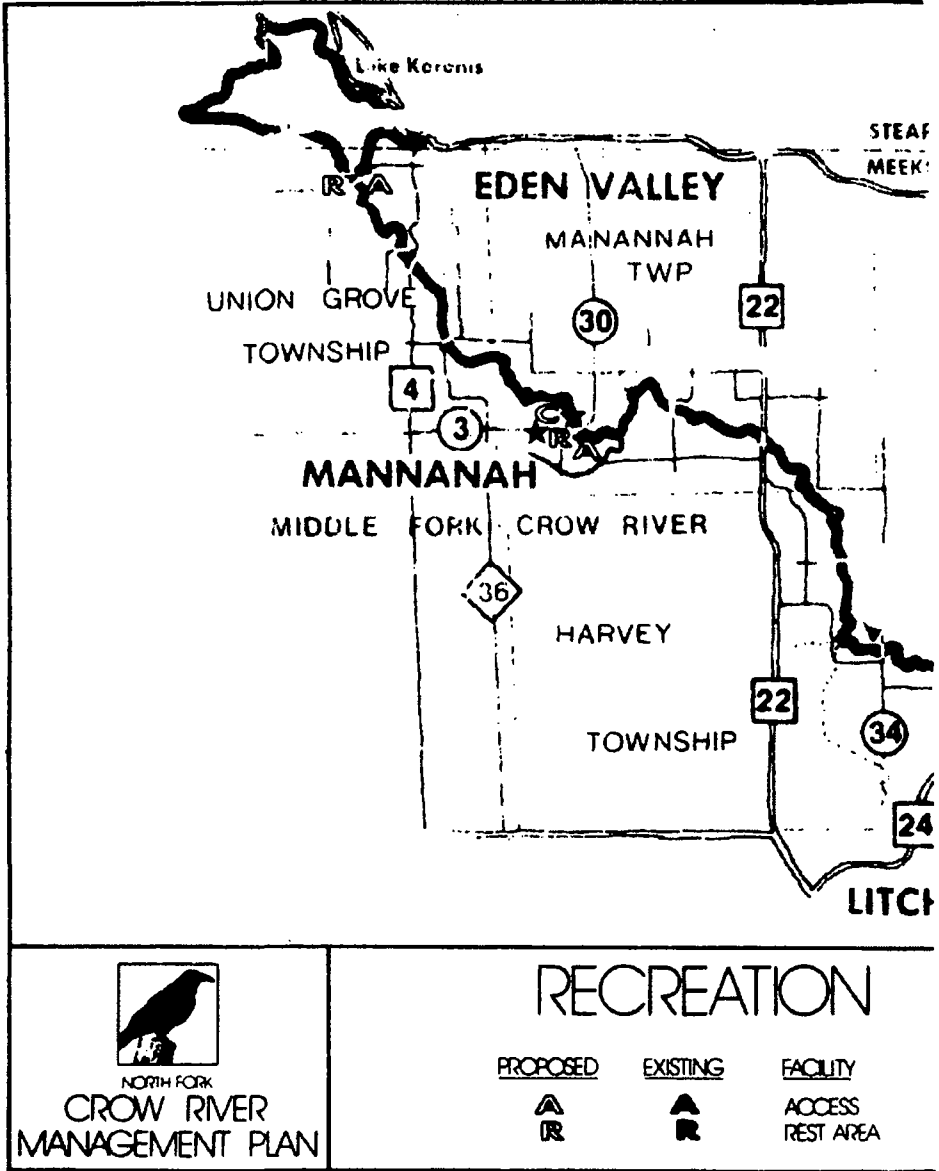 Lake Koronis
STEAR
MEEK
R A
EDEN VALLEY
MANANNAH
TWP
UNION GROVE
22
30
TOWNSHIP
4
C
3
R
A
MANNANAH
MIDDLE FORK CROW RIVER
36
HARVEY
22
TOWNSHIP
34
24
LITCH
RECREATION
PROPOSED EXISTING FACILITY
A A ACCESS
R R REST AREA
NORTH FORK
CROW RIVER
MANAGEMENT PLAN